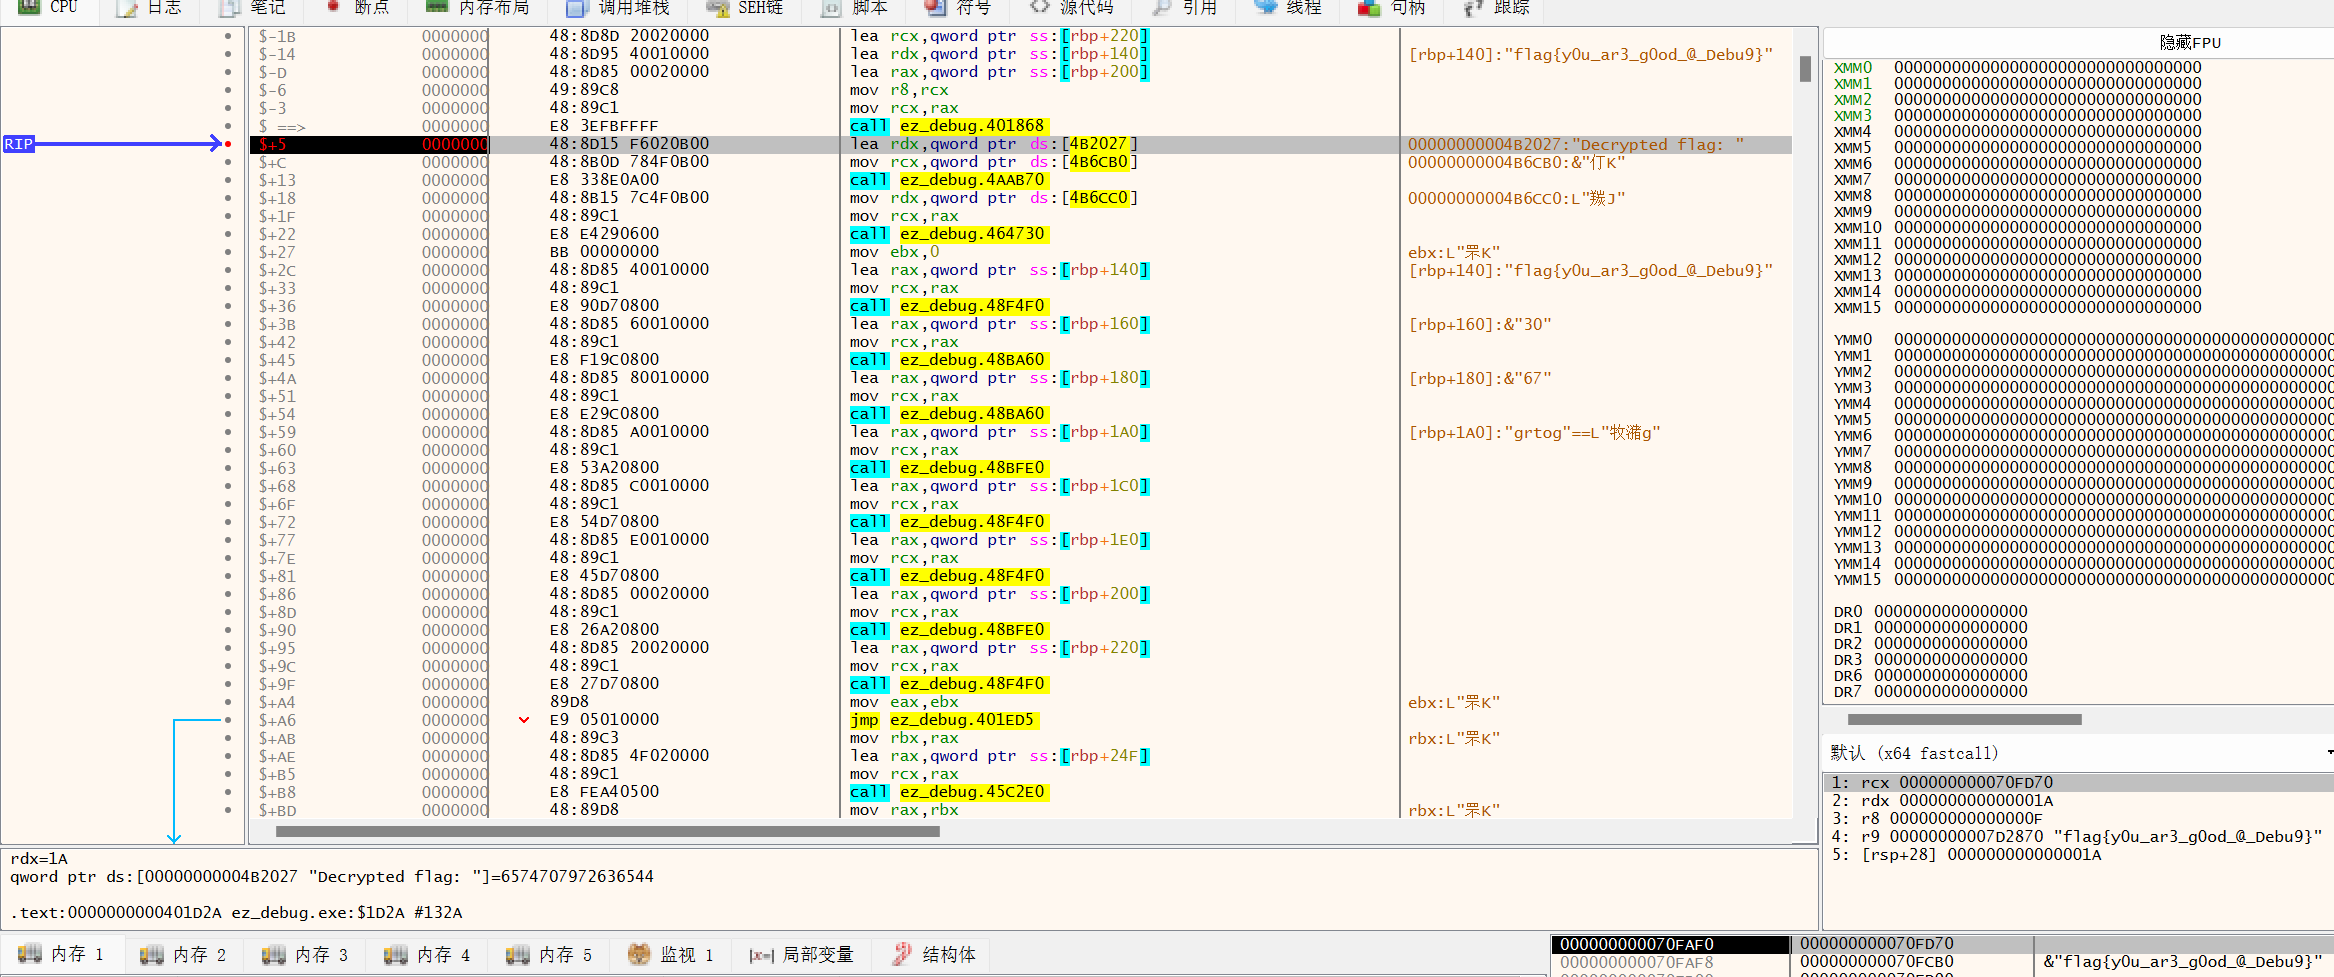 CPU 日志 笔记 断点 内存布局 调用堆栈 SEH链 脚本 符号 源代码 引用 线程 句柄 跟踪
$-1B 0000000 48:8D8D 20020000 lea rcx,qword ptr ss:[rbp+220]
$-14 0000000 48:8D95 40010000 lea rdx,qword ptr ss:[rbp+140] [rbp+140]:"flag{y0u_ar3_g0od_@_Debu9}"
$-D 0000000 48:8D85 00020000 lea rax,qword ptr ss:[rbp+200]
$-6 0000000 49:89C8 mov r8,rcx
$-3 0000000 48:89C1 mov rcx,rax
$ ==> 0000000 E8 3EFBFFFF call ez_debug.401868
RIP $+5 0000000 48:8D15 F6020B00 lea rdx,qword ptr ds:[4B2027] 00000000004B2027:"Decrypted flag: "
$+C 0000000 48:8B0D 784F0B00 mov rcx,qword ptr ds:[4B6CB0] 00000000004B6CB0:&"仃K"
$+13 0000000 E8 338E0A00 call ez_debug.4AAB70
$+18 0000000 48:8B15 7C4F0B00 mov rdx,qword ptr ds:[4B6CC0] 00000000004B6CC0:L"羰J"
$+1F 0000000 48:89C1 mov rcx,rax
$+22 0000000 E8 E4290600 call ez_debug.464730
$+27 0000000 BB 00000000 mov ebx,0 ebx:L"罘K"
$+2C 0000000 48:8D85 40010000 lea rax,qword ptr ss:[rbp+140] [rbp+140]:"flag{y0u_ar3_g0od_@_Debu9}"
$+33 0000000 48:89C1 mov rcx,rax
$+36 0000000 E8 90D70800 call ez_debug.48F4F0
$+3B 0000000 48:8D85 60010000 lea rax,qword ptr ss:[rbp+160] [rbp+160]:&"30"
$+42 0000000 48:89C1 mov rcx,rax
$+45 0000000 E8 F19C0800 call ez_debug.48BA60
$+4A 0000000 48:8D85 80010000 lea rax,qword ptr ss:[rbp+180] [rbp+180]:&"67"
$+51 0000000 48:89C1 mov rcx,rax
$+54 0000000 E8 E29C0800 call ez_debug.48BA60
$+59 0000000 48:8D85 A0010000 lea rax,qword ptr ss:[rbp+1A0] [rbp+1A0]:"grtog"==L"牧潴g"
$+60 0000000 48:89C1 mov rcx,rax
$+63 0000000 E8 53A20800 call ez_debug.48BFE0
$+68 0000000 48:8D85 C0010000 lea rax,qword ptr ss:[rbp+1C0]
$+6F 0000000 48:89C1 mov rcx,rax
$+72 0000000 E8 54D70800 call ez_debug.48F4F0
$+77 0000000 48:8D85 E0010000 lea rax,qword ptr ss:[rbp+1E0]
$+7E 0000000 48:89C1 mov rcx,rax
$+81 0000000 E8 45D70800 call ez_debug.48F4F0
$+86 0000000 48:8D85 00020000 lea rax,qword ptr ss:[rbp+200]
$+8D 0000000 48:89C1 mov rcx,rax
$+90 0000000 E8 26A20800 call ez_debug.48BFE0
$+95 0000000 48:8D85 20020000 lea rax,qword ptr ss:[rbp+220]
$+9C 0000000 48:89C1 mov rcx,rax
$+9F 0000000 E8 27D70800 call ez_debug.48F4F0
$+A4 0000000 89D8 mov eax,ebx ebx:L"罘K"
$+A6 0000000 E9 05010000 jmp ez_debug.401ED5
$+AB 0000000 48:89C3 mov rbx,rax rbx:L"罘K"
$+AE 0000000 48:8D85 4F020000 lea rax,qword ptr ss:[rbp+24F]
$+B5 0000000 48:89C1 mov rcx,rax
$+B8 0000000 E8 FEA40500 call ez_debug.45C2E0
$+BD 0000000 48:89D8 mov rax,rbx rbx:L"罘K"
隐藏FPU
XMM0 00000000000000000000000000000000
XMM1 00000000000000000000000000000000
XMM2 00000000000000000000000000000000
XMM3 00000000000000000000000000000000
XMM4 00000000000000000000000000000000
XMM5 00000000000000000000000000000000
XMM6 00000000000000000000000000000000
XMM7 00000000000000000000000000000000
XMM8 00000000000000000000000000000000
XMM9 00000000000000000000000000000000
XMM10 00000000000000000000000000000000
XMM11 00000000000000000000000000000000
XMM12 00000000000000000000000000000000
XMM13 00000000000000000000000000000000
XMM14 00000000000000000000000000000000
XMM15 00000000000000000000000000000000
YMM0 00000000000000000000000000000000000000000000
YMM1 00000000000000000000000000000000000000000000
YMM2 00000000000000000000000000000000000000000000
YMM3 00000000000000000000000000000000000000000000
YMM4 00000000000000000000000000000000000000000000
YMM5 00000000000000000000000000000000000000000000
YMM6 00000000000000000000000000000000000000000000
YMM7 00000000000000000000000000000000000000000000
YMM8 00000000000000000000000000000000000000000000
YMM9 00000000000000000000000000000000000000000000
YMM10 00000000000000000000000000000000000000000000
YMM11 00000000000000000000000000000000000000000000
YMM12 00000000000000000000000000000000000000000000
YMM13 00000000000000000000000000000000000000000000
YMM14 00000000000000000000000000000000000000000000
YMM15 00000000000000000000000000000000000000000000
DR0 0000000000000000
DR1 0000000000000000
DR2 0000000000000000
DR3 0000000000000000
DR6 0000000000000000
DR7 0000000000000000
默认 (x64 fastcall)
1: rcx 000000000070FD70
2: rdx 000000000000001A
3: r8 000000000000000F
4: r9 00000000007D2870 "flag{y0u_ar3_g0od_@_Debu9}"
5: [rsp+28] 000000000000001A
rdx=1A
qword ptr ds:[00000000004B2027 "Decrypted flag: "]=6574707972636544
.text:0000000000401D2A ez_debug.exe:$1D2A #132A
内存 1 内存 2 内存 3 内存 4 内存 5 监视 1 |x=| 局部变量 结构体
000000000070FAF0 000000000070FD70
000000000070FAF8 000000000070FCB0 &"flag{y0u_ar3_g0od_@_Debu9}"